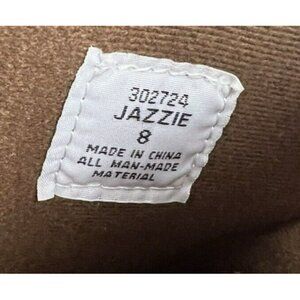 302724
JAZZIE
8
MADE IN CHINA
ALL MAN-MADE
MATERIAL